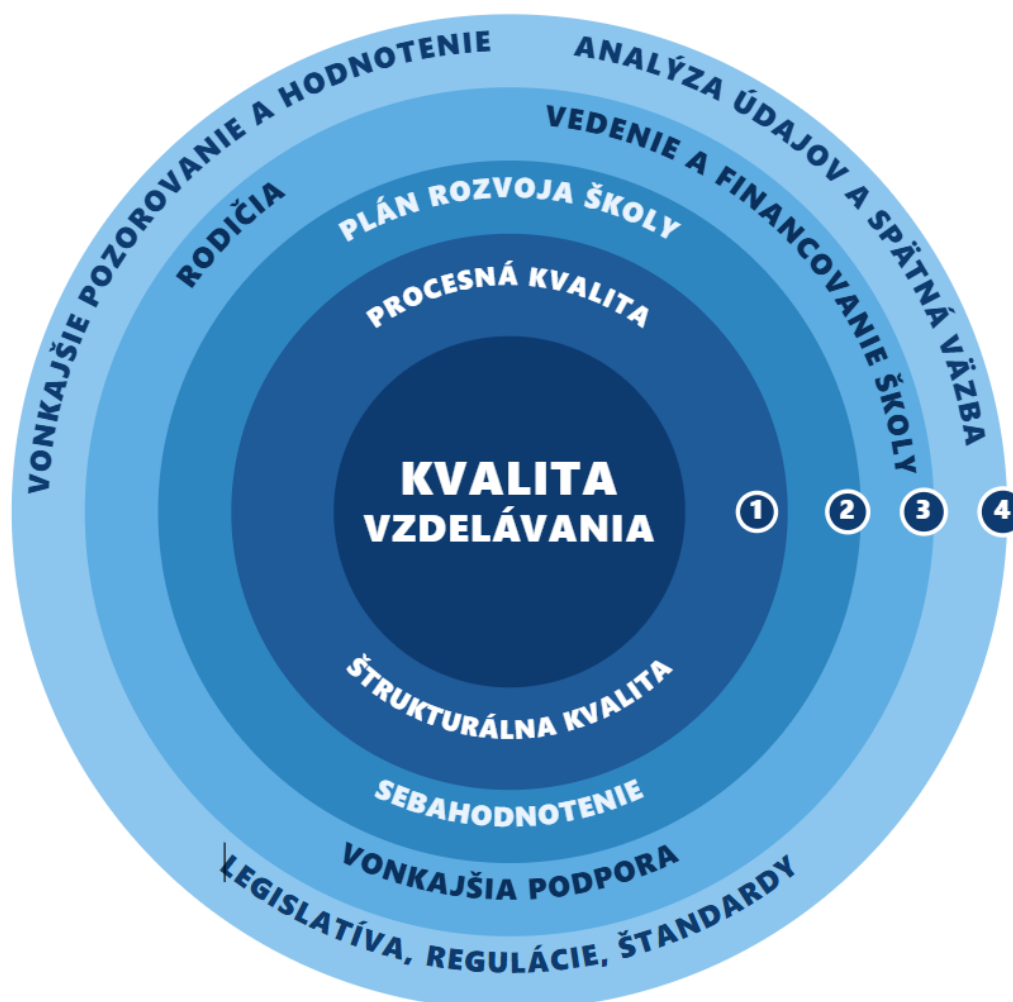 VONKAJŠIE POZOROVANIE A HODNOTENIE
ANALÝZA ÚDAJOV A SPÄTNÁ VÄZBA
RODIČIA
VEDENIE A FINANCOVANIE ŠKOLY
PLÁN ROZVOJA ŠKOLY
PROCESNÁ KVALITA
KVALITA
VZDELÁVANIA
1
2
3
4
ŠTRUKTURÁLNA KVALITA
SEBAHODNOTENIE
VONKAJŠIA PODPORA
LEGISLATÍVA, REGULÁCIE, ŠTANDARDY